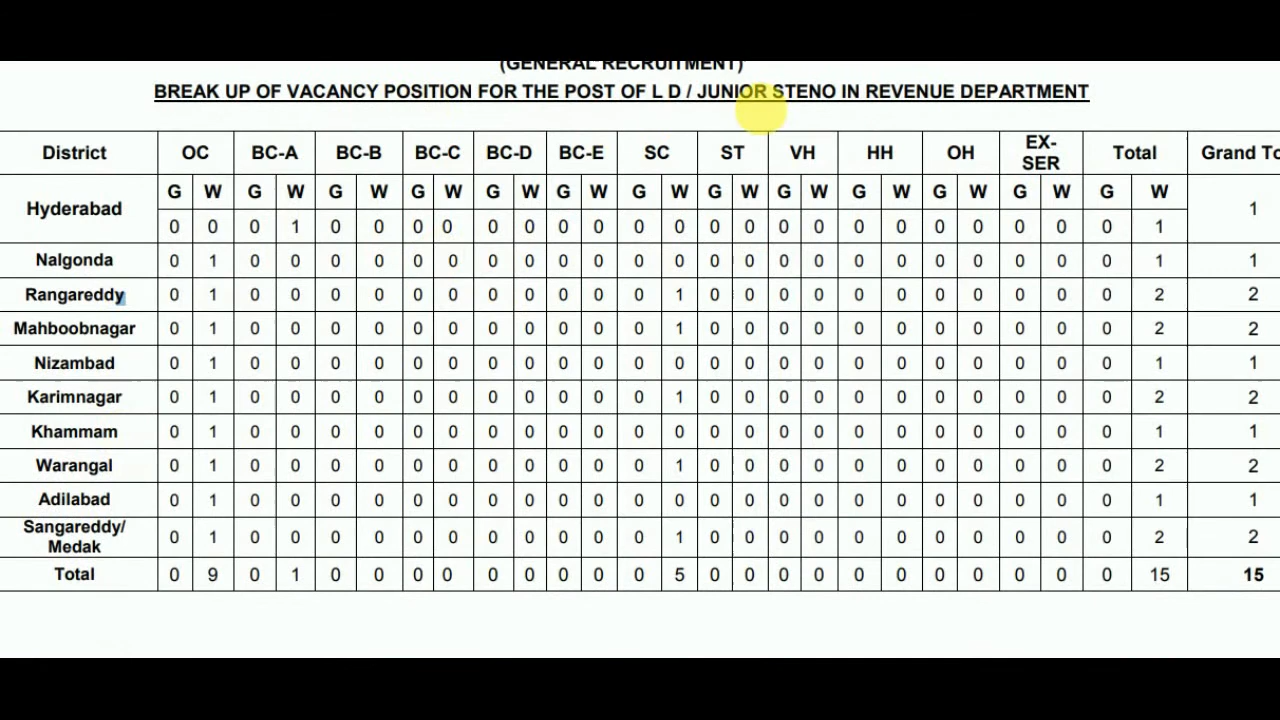 (GENERAL RECRUITMENT)
BREAK UP OF VACANCY POSITION FOR THE POST OF L D / JUNIOR STENO IN REVENUE DEPARTMENT
District OC BC-A BC-B BC-C BC-D BC-E SC ST VH HH OH EX-SER Total Grand To
Hyderabad G W G W G W G W G W G W G W G W G W G W G W G W G W 1
0 0 0 1 0 0 0 0 0 0 0 0 0 0 0 0 0 0 0 0 0 0 0 0 0 1
Nalgonda 0 1 0 0 0 0 0 0 0 0 0 0 0 0 0 0 0 0 0 0 0 0 0 0 0 1 1
Rangareddy 0 1 0 0 0 0 0 0 0 0 0 0 0 1 0 0 0 0 0 0 0 0 0 0 0 2 2
Mahboobnagar 0 1 0 0 0 0 0 0 0 0 0 0 0 1 0 0 0 0 0 0 0 0 0 0 0 2 2
Nizambad 0 1 0 0 0 0 0 0 0 0 0 0 0 0 0 0 0 0 0 0 0 0 0 0 0 1 1
Karimnagar 0 1 0 0 0 0 0 0 0 0 0 0 0 1 0 0 0 0 0 0 0 0 0 0 0 2 2
Khammam 0 1 0 0 0 0 0 0 0 0 0 0 0 0 0 0 0 0 0 0 0 0 0 0 0 1 1
Warangal 0 1 0 0 0 0 0 0 0 0 0 0 0 1 0 0 0 0 0 0 0 0 0 0 0 2 2
Adilabad 0 1 0 0 0 0 0 0 0 0 0 0 0 0 0 0 0 0 0 0 0 0 0 0 0 1 1
Sangareddy/
Medak 0 1 0 0 0 0 0 0 0 0 0 0 0 1 0 0 0 0 0 0 0 0 0 0 0 2 2
Total 0 9 0 1 0 0 0 0 0 0 0 0 0 5 0 0 0 0 0 0 0 0 0 0 0 15 15